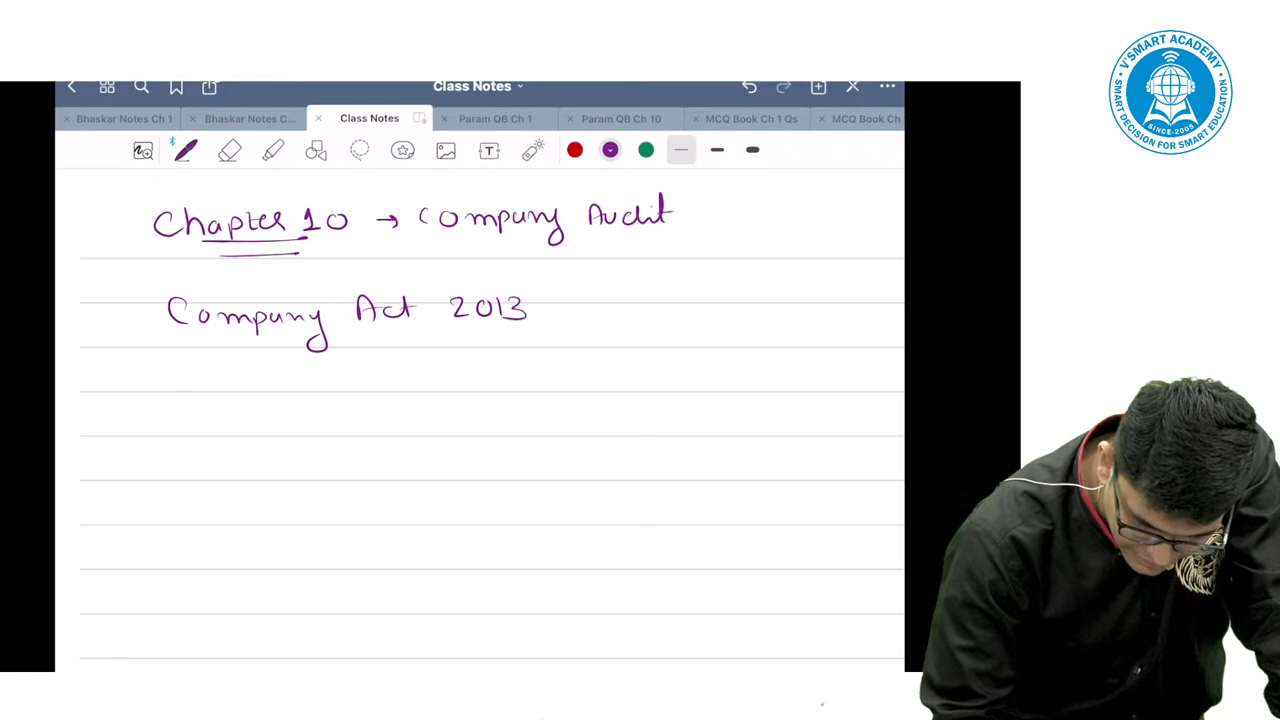 Class Notes
Bhaskar Notes Ch 1
Bhaskar Notes C...
Class Notes
Param QB Ch 1
Param QB Ch 10
MCQ Book Ch 1 Qs
MCQ Book Ch
T
Chapter 10 → Company Audit
Company Act 2013
V'SMART ACADEMY
SINCE-2005
SMART DECISION FOR SMART EDUCATION